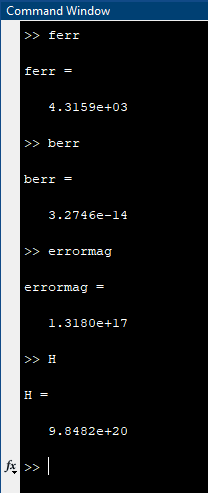 Command Window
>> ferr
ferr =
4.3159e+03
>> berr
berr =
3.2746e-14
>> errormag
errormag =
1.3180e+17
>> H
H =
9.8482e+20
fx >>